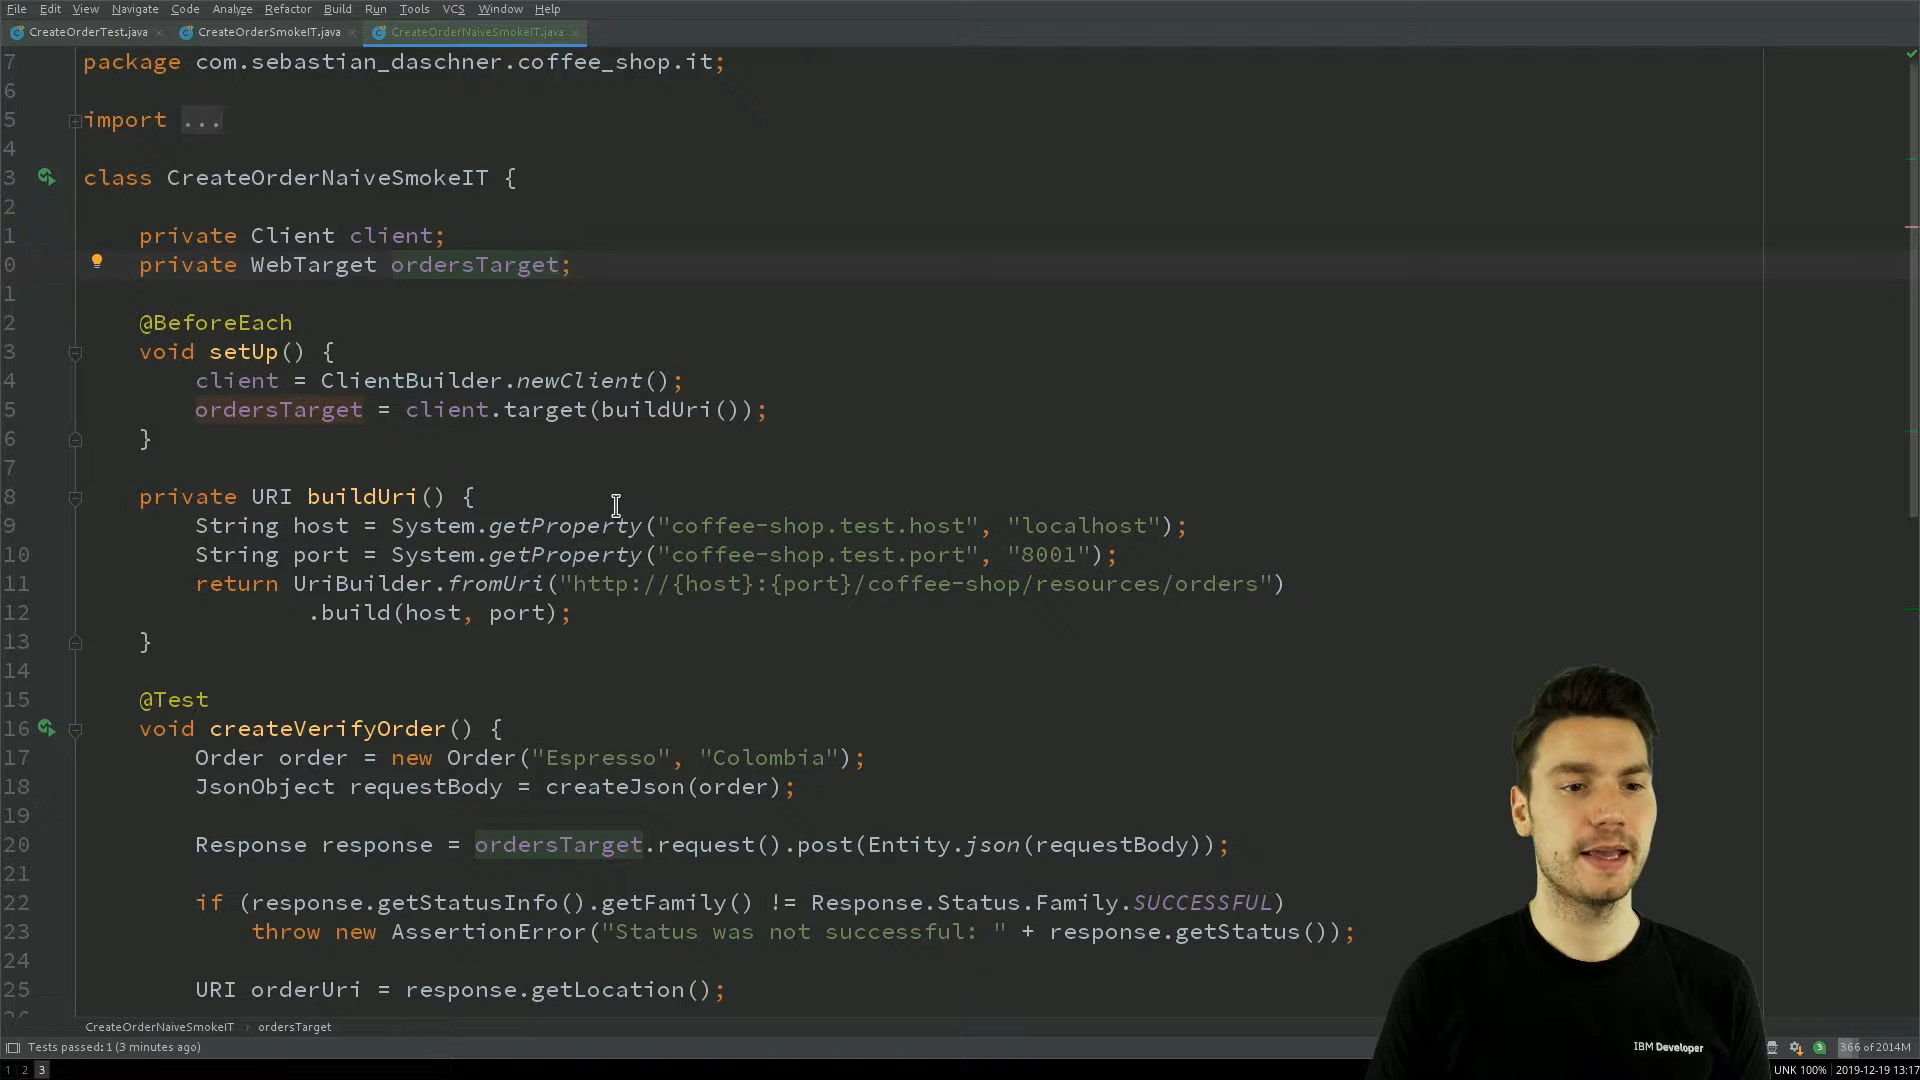 File Edit View Navigate Code Analyze Refactor Build Run Tools VCS Window Help
CreateOrderTest.java × CreateOrderSmokeIT.java × CreateOrderNaiveSmokeIT.java ×
7 package com.sebastian_daschner.coffee_shop.it;
6
5 import ...
4
3 class CreateOrderNaiveSmokeIT {
2
1 private Client client;
0 private WebTarget ordersTarget;
1
2 @BeforeEach
3 void setUp() {
4 client = ClientBuilder.newClient();
5 ordersTarget = client.target(buildUri());
6 }
7
8 private URI buildUri() {
9 String host = System.getProperty("coffee-shop.test.host", "localhost");
10 String port = System.getProperty("coffee-shop.test.port", "8001");
11 return UriBuilder.fromUri("http://{host}:{port}/coffee-shop/resources/orders")
12 .build(host, port);
13 }
14
15 @Test
16 void createVerifyOrder() {
17 Order order = new Order("Espresso", "Colombia");
18 JsonObject requestBody = createJson(order);
19
20 Response response = ordersTarget.request().post(Entity.json(requestBody));
21
22 if (response.getStatusInfo().getFamily() != Response.Status.Family.SUCCESSFUL)
23 throw new AssertionError("Status was not successful: " + response.getStatus());
24
25 URI orderUri = response.getLocation();
CreateOrderNaiveSmokeIT › ordersTarget
Tests passed: 1 (3 minutes ago)
IBM Developer
3 366 of 2014M
1 2 3
UNK 100% 2019-12-19 13:17